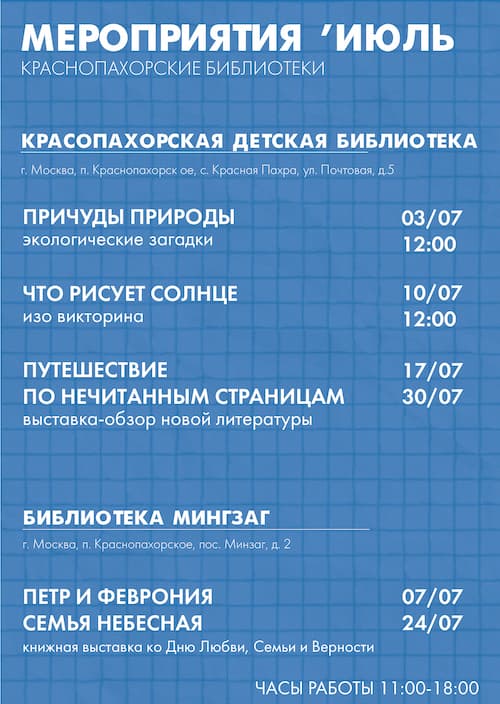 МЕРОПРИЯТИЯ ’ИЮЛЬ
КРАСНОПАХОРСКИЕ БИБЛИОТЕКИ
КРАСОПАХОРСКАЯ ДЕТСКАЯ БИБЛИОТЕКА
г. Москва, п. Краснопахорск ое, с. Красная Пахра, ул. Почтовая, д.5
ПРИЧУДЫ ПРИРОДЫ 03/07
экологические загадки 12:00
ЧТО РИСУЕТ СОЛНЦЕ 10/07
изо викторина 12:00
ПУТЕШЕСТВИЕ 17/07
ПО НЕЧИТАННЫМ СТРАНИЦАМ 30/07
выставка-обзор новой литературы
БИБЛИОТЕКА МИНГЗАГ
г. Москва, п. Краснопахорское, пос. Минзаг, д. 2
ПЕТР И ФЕВРОНИЯ 07/07
СЕМЬЯ НЕБЕСНАЯ 24/07
книжная выставка ко Дню Любви, Семьи и Верности
ЧАСЫ РАБОТЫ 11:00-18:00